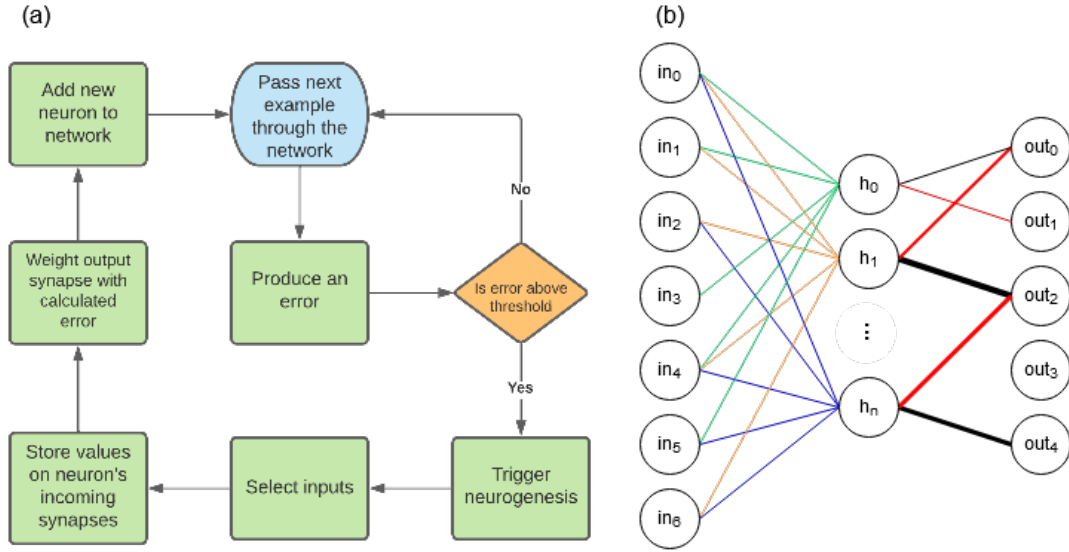 (a)
Add new
neuron to
network
Pass next
example
through the
network
No
Weight output
synapse with
calculated
error
Produce an
error
Is error above
threshold
Yes
Store values
on neuron's
incoming
synapses
Select inputs
Trigger
neurogenesis
(b)
in0
in1
in2
in3
in4
in5
in6
h0
h1
⋮
hn
out0
out1
out2
out3
out4